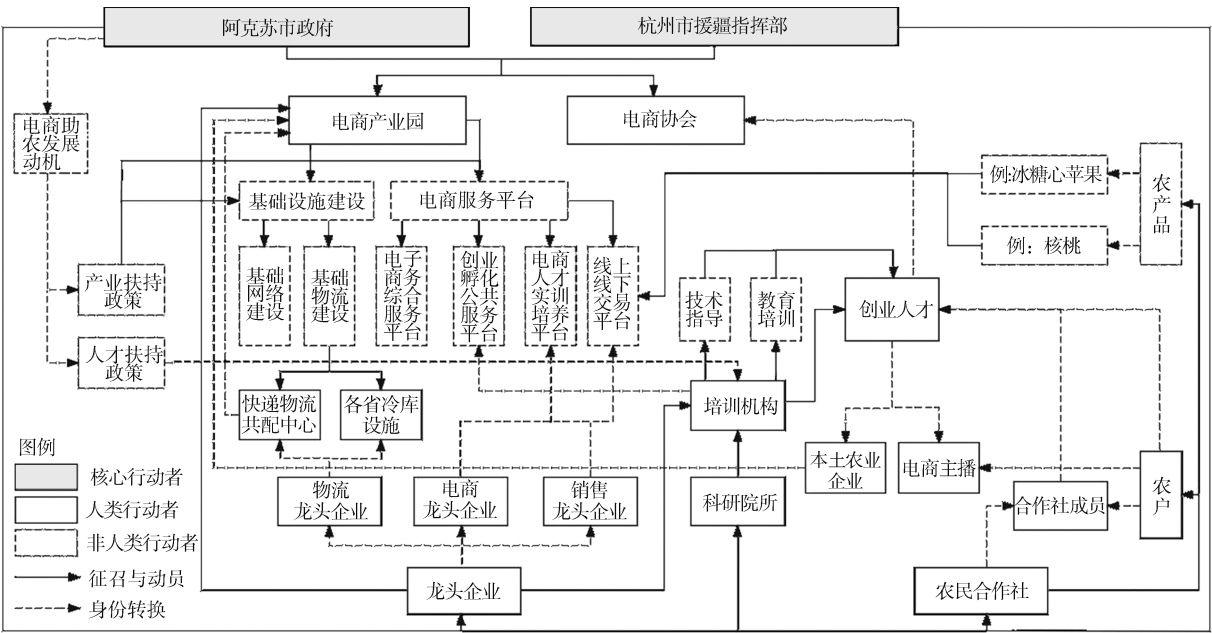 阿克苏市政府
杭州市援疆指挥部
电商助
农发展
动机
电商产业园
电商协会
基础设施建设
电商服务平台
例:冰糖心苹果
例：核桃
农产品
产业扶持
政策
人才扶持
政策
基础
网络
建设
基础
物流
建设
电子
商务
综合
服务
平台
创业
孵化
公共
服务
平台
电商
人才
实训
培养
平台
线上
线下
交易
平台
技术
指导
教育
培训
创业人才
快递物流
共配中心
各省冷库
设施
培训机构
本土农业
企业
电商主播
农户
物流
龙头企业
电商
龙头企业
销售
龙头企业
科研院所
合作社成员
龙头企业
农民合作社
图例
核心行动者
人类行动者
非人类行动者
征召与动员
身份转换